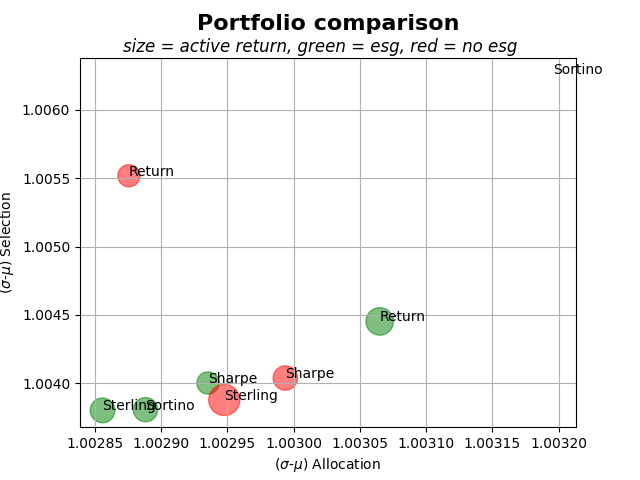 Portfolio comparison
size = active return, green = esg, red = no esg
Sortino
1.0060
Return
1.0055
1.0050
(σ-μ) Selection
1.0045
Return
1.0040
Sharpe
Sharpe
Sterling
Sterling
Sortino
1.00285 1.00290 1.00295 1.00300 1.00305 1.00310 1.00315 1.00320
(σ-μ) Allocation